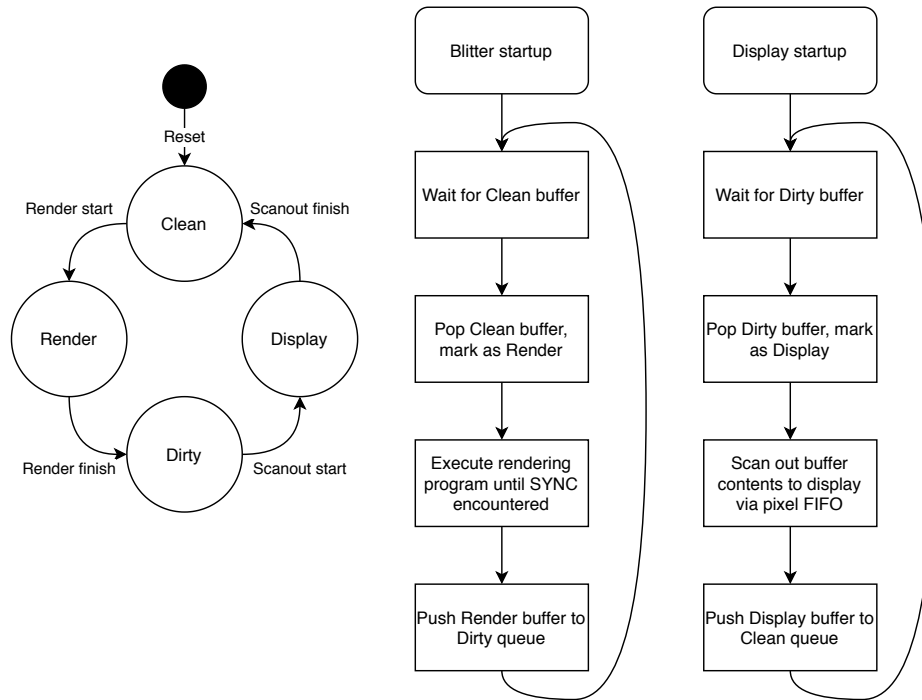 Reset
Clean
Render start
Scanout finish
Render
Display
Render finish
Dirty
Scanout start
Blitter startup
Wait for Clean buffer
Pop Clean buffer,
mark as Render
Execute rendering
program until SYNC
encountered
Push Render buffer to
Dirty queue
Display startup
Wait for Dirty buffer
Pop Dirty buffer, mark
as Display
Scan out buffer
contents to display
via pixel FIFO
Push Display buffer to
Clean queue